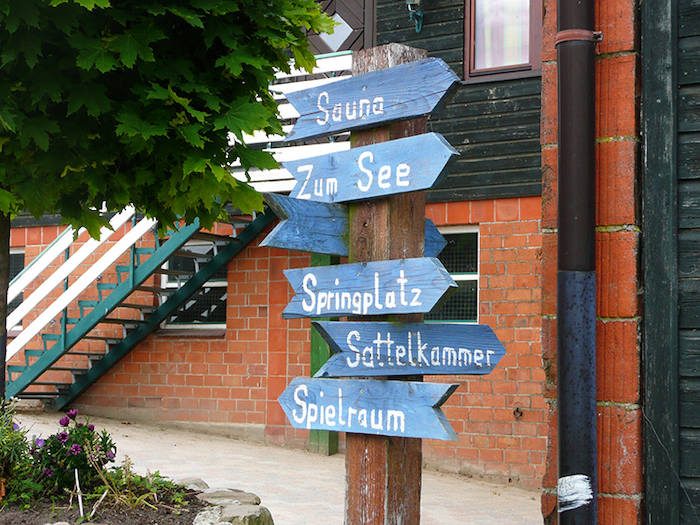 Sauna
Zum See
Springplatz
Sattelkammer
Spielraum